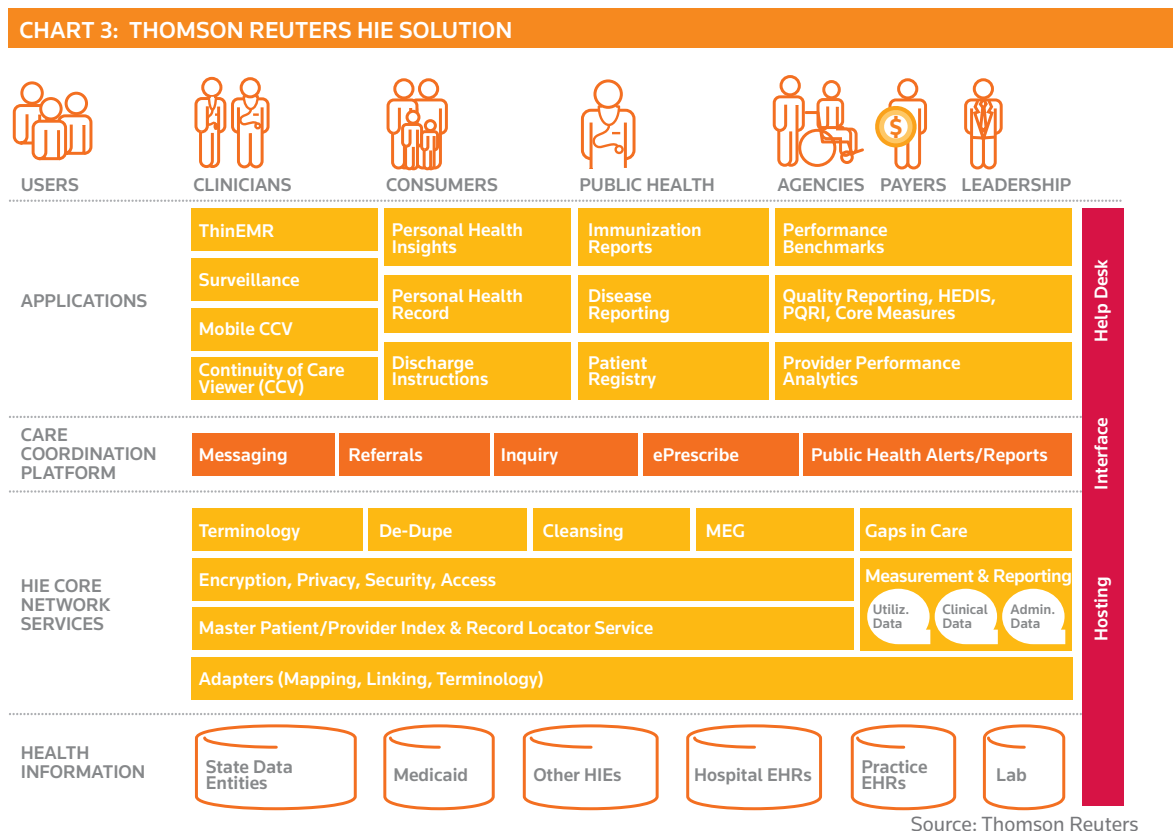 CHART 3: THOMSON REUTERS HIE SOLUTION
$
USERS
CLINICIANS
CONSUMERS
PUBLIC HEALTH
AGENCIES
PAYERS
LEADERSHIP
APPLICATIONS
ThinEMR
Surveillance
Mobile CCV
Continuity of Care
Viewer (CCV)
Personal Health
Insights
Personal Health
Record
Discharge
Instructions
Immunization
Reports
Disease
Reporting
Patient
Registry
Performance
Benchmarks
Quality Reporting, HEDIS,
PQRI, Core Measures
Provider Performance
Analytics
Help Desk
Interface
Hosting
CARE
COORDINATION
PLATFORM
Messaging
Referrals
Inquiry
ePrescribe
Public Health Alerts/Reports
HIE CORE
NETWORK
SERVICES
Terminology
De-Dupe
Cleansing
MEG
Gaps in Care
Encryption, Privacy, Security, Access
Measurement & Reporting
Utiliz.
Data
Clinical
Data
Admin.
Data
Master Patient/Provider Index & Record Locator Service
Adapters (Mapping, Linking, Terminology)
HEALTH
INFORMATION
State Data
Entities
Medicaid
Other HIEs
Hospital EHRs
Practice
EHRs
Lab
Source: Thomson Reuters